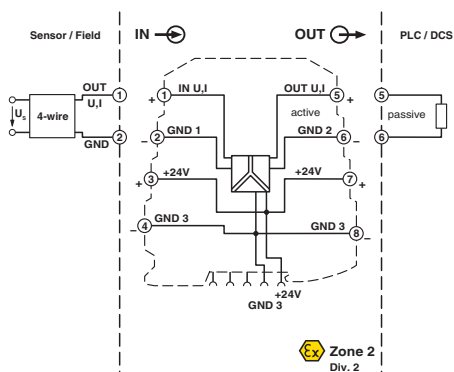 Sensor / Field
IN
OUT
PLC / DCS
OUT
U,I
1
Us
4-wire
GND
2
+
1
IN U,I
OUT U,I
5
+
active
–
2
GND 1
GND 2
6
–
+
3
+24V
+24V
7
+
–
4
GND 3
GND 3
8
–
5
passive
6
+24V
GND 3
Ex
Zone 2
Div. 2